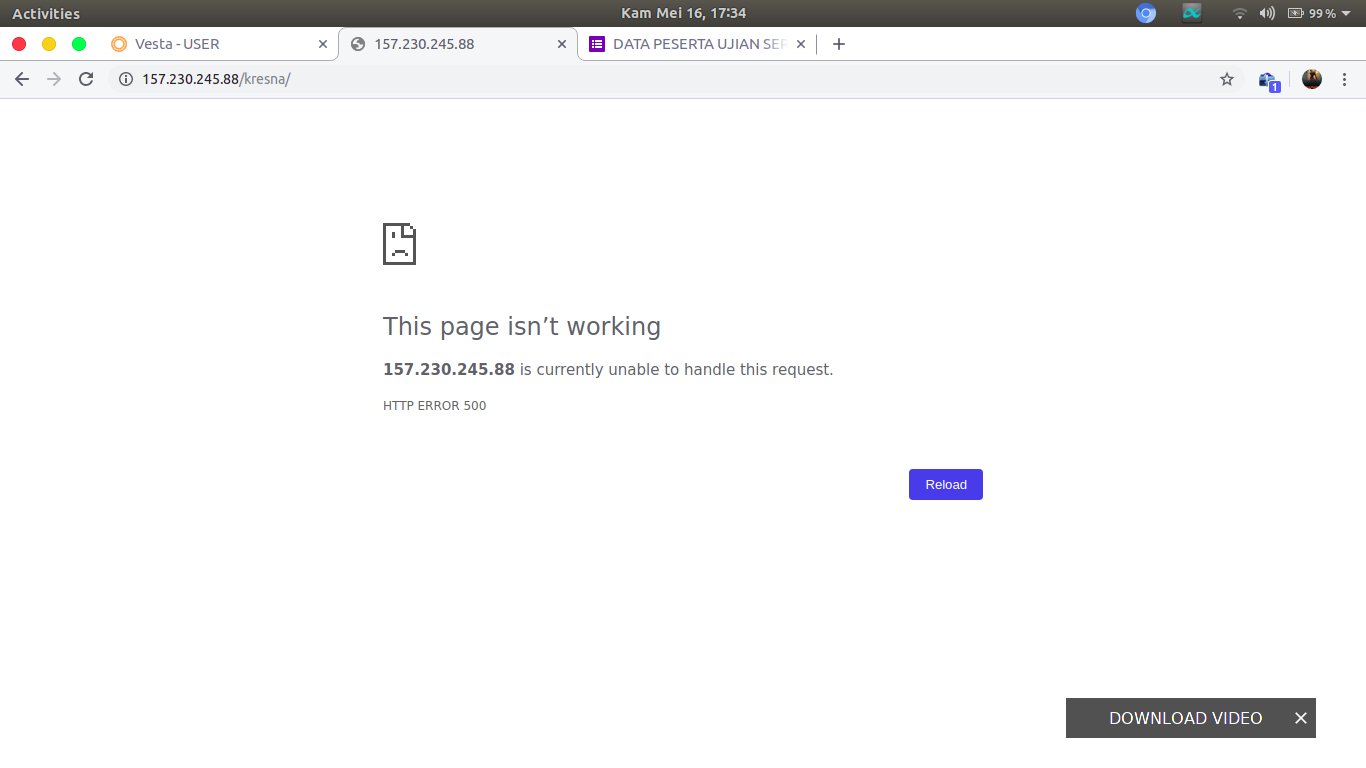 Activities
Kam Mei 16, 17:34
99 %
Vesta - USER
157.230.245.88
DATA PESERTA UJIAN SER
157.230.245.88/kresna/
1
This page isn’t working
157.230.245.88 is currently unable to handle this request.
HTTP ERROR 500
Reload
DOWNLOAD VIDEO